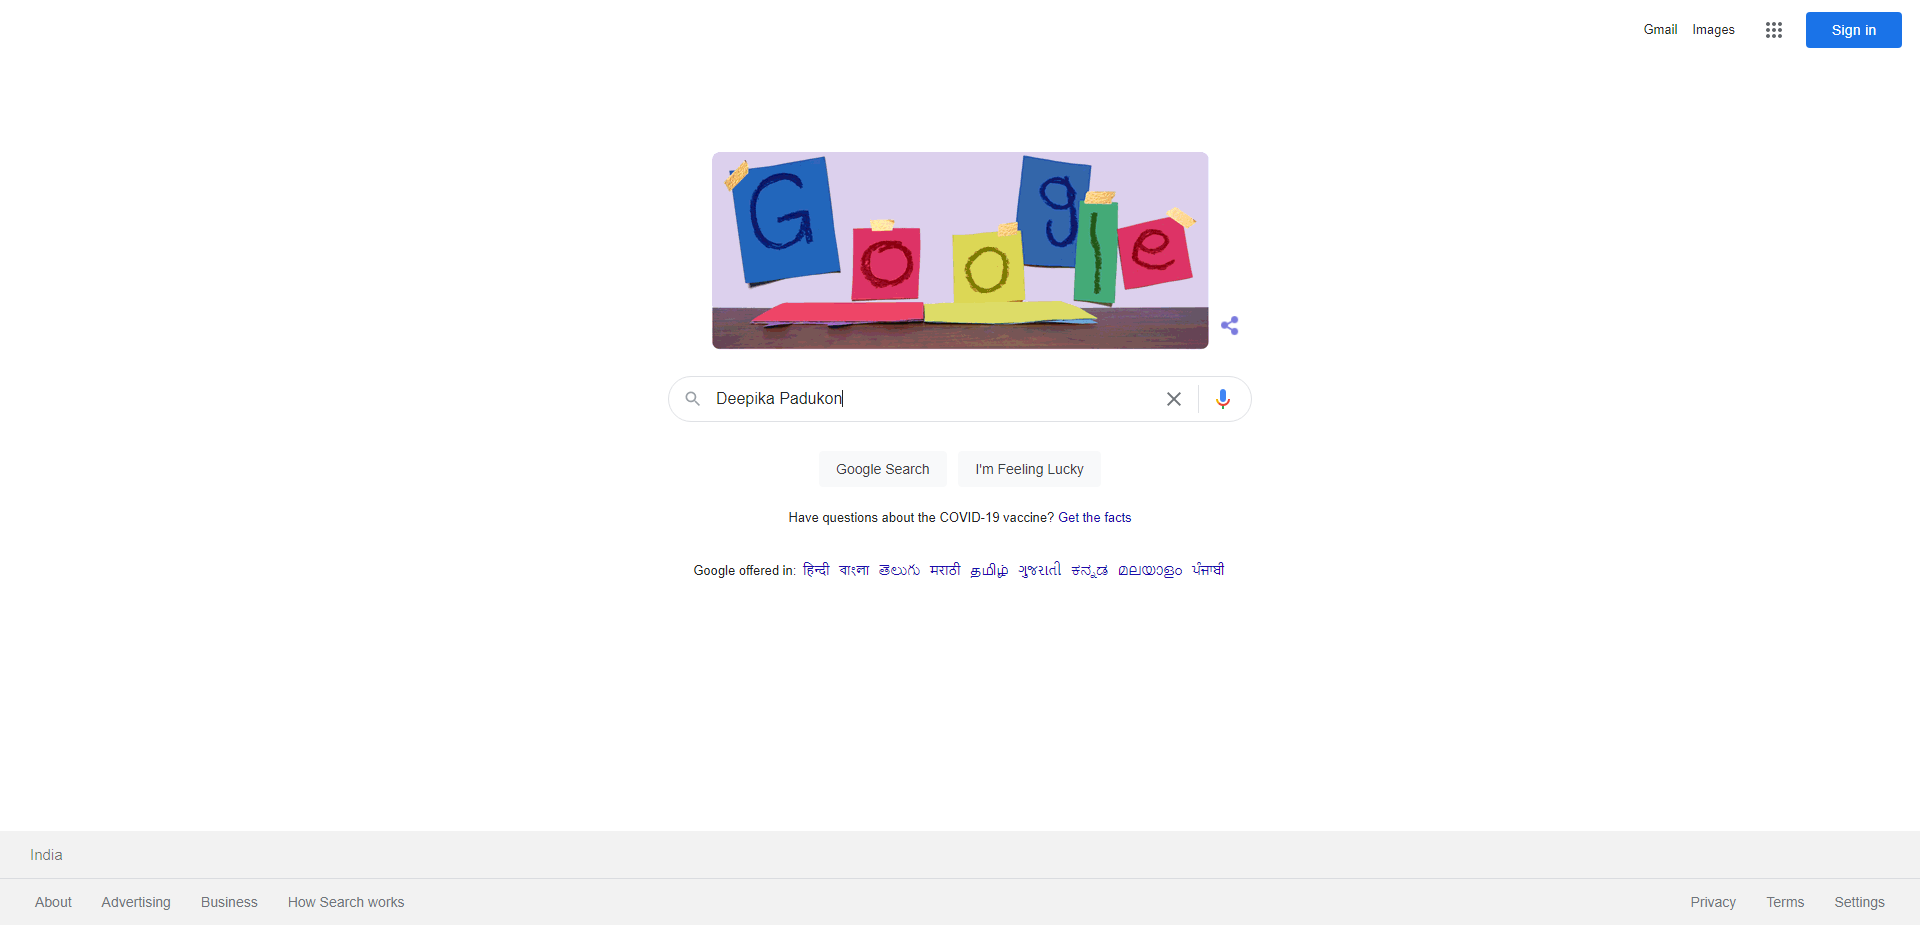 Gmail Images Sign in
Google
Deepika Padukon
Google Search I'm Feeling Lucky
Have questions about the COVID-19 vaccine? Get the facts
Google offered in: हिन्दी বাংলা తెలుగు मराठी தமிழ் ગુજરાતી ಕನ್ನಡ മലയാളം ਪੰਜਾਬੀ
India
About Advertising Business How Search works Privacy Terms Settings